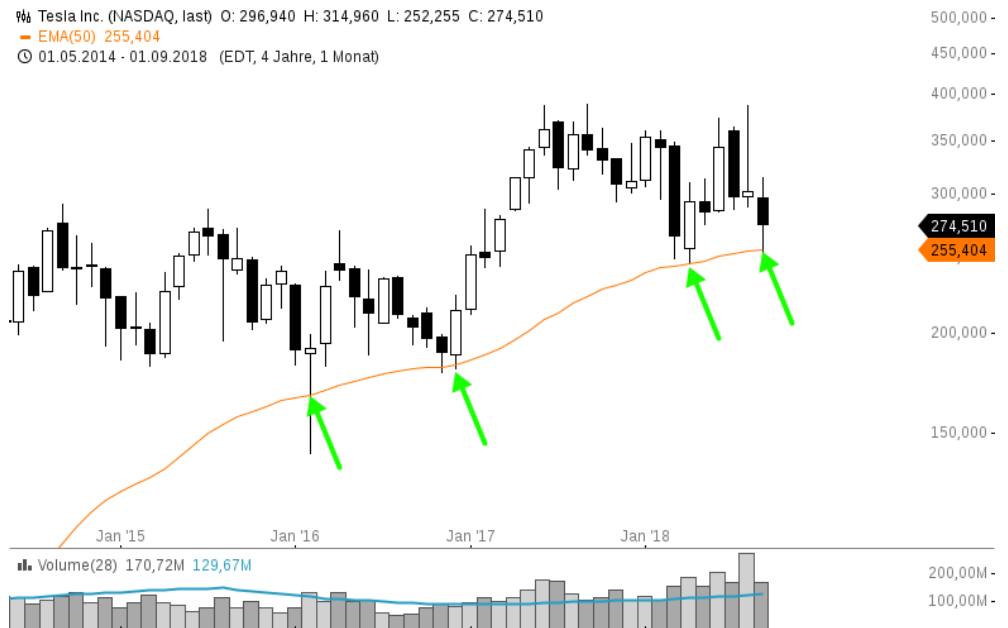 Tesla Inc. (NASDAQ, last) O: 296,940 H: 314,960 L: 252,255 C: 274,510
EMA(50) 255,404
01.05.2014 - 01.09.2018 (EDT, 4 Jahre, 1 Monat)
500,000
450,000
400,000
350,000
300,000
274,510
255,404
200,000
150,000
Jan '15 Jan '16 Jan '17 Jan '18
Volume(28) 170,72M 129,67M
200,00M
100,00M